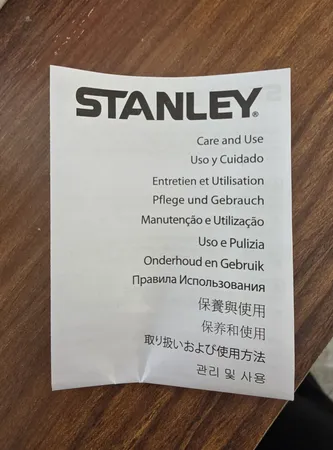 STANLEY®
Care and Use
Uso y Cuidado
Entretien et Utilisation
Pflege und Gebrauch
Manutenção e Utilização
Uso e Pulizia
Onderhoud en Gebruik
Правила Использования
保養與使用
保养和使用
取り扱いおよび使用方法
관리 및 사용